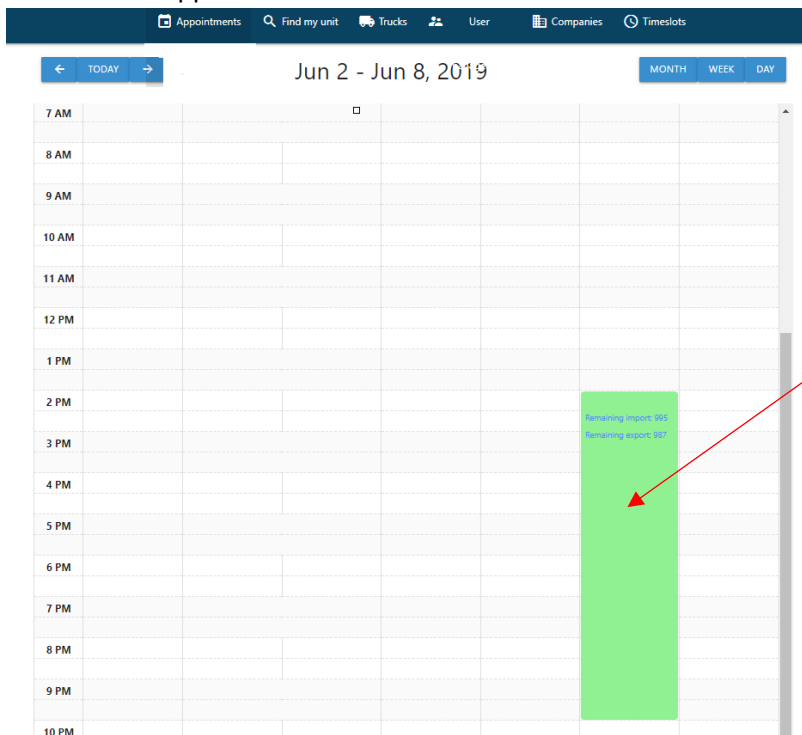 Appointments Find my unit Trucks User Companies Timeslots
TODAY Jun 2 - Jun 8, 2019 MONTH WEEK DAY
7 AM
8 AM
9 AM
10 AM
11 AM
12 PM
1 PM
2 PM
Remaining import: 995
Remaining export: 987
3 PM
4 PM
5 PM
6 PM
7 PM
8 PM
9 PM
10 PM